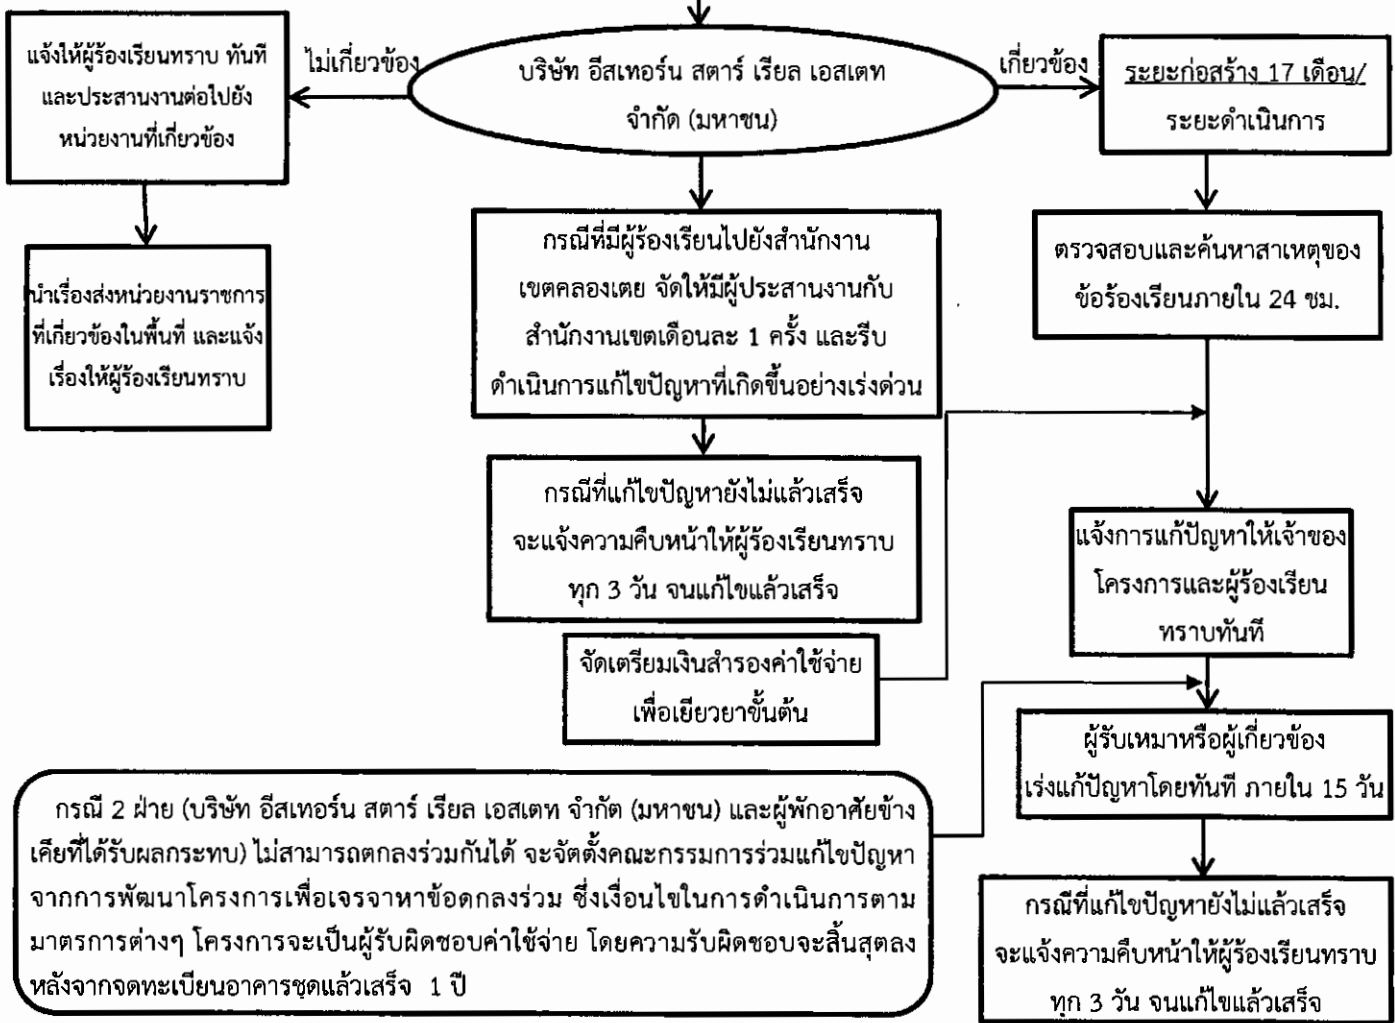 แจ้งให้ผู้ร้องเรียนทราบ ทันที
และประสานงานต่อไปยัง
หน่วยงานที่เกี่ยวข้อง
ไม่เกี่ยวข้อง
บริษัท อีสเทอร์น สตาร์ เรียล เอสเตท
จำกัด (มหาชน)
เกี่ยวข้อง
ระยะก่อสร้าง 17 เดือน/
ระยะดำเนินการ
นำเรื่องส่งหน่วยงานราชการ
ที่เกี่ยวข้องในพื้นที่ และแจ้ง
เรื่องให้ผู้ร้องเรียนทราบ
กรณีที่มีผู้ร้องเรียนไปยังสำนักงาน
เขตคลองเตย จัดให้มีผู้ประสานงานกับ
สำนักงานเขตเดือนละ 1 ครั้ง และรีบ
ดำเนินการแก้ไขปัญหาที่เกิดขึ้นอย่างเร่งด่วน
ตรวจสอบและค้นหาสาเหตุของ
ข้อร้องเรียนภายใน 24 ชม.
กรณีที่แก้ไขปัญหายังไม่แล้วเสร็จ
จะแจ้งความคืบหน้าให้ผู้ร้องเรียนทราบ
ทุก 3 วัน จนแก้ไขแล้วเสร็จ
แจ้งการแก้ปัญหาให้เจ้าของ
โครงการและผู้ร้องเรียน
ทราบทันที
จัดเตรียมเงินสำรองค่าใช้จ่าย
เพื่อเยียวยาขั้นต้น
ผู้รับเหมาหรือผู้เกี่ยวข้อง
เร่งแก้ปัญหาโดยทันที ภายใน 15 วัน
กรณี 2 ฝ่าย (บริษัท อีสเทอร์น สตาร์ เรียล เอสเตท จำกัด (มหาชน) และผู้พักอาศัยข้าง
เคียที่ได้รับผลกระทบ) ไม่สามารถตกลงร่วมกันได้ จะจัดตั้งคณะกรรมการร่วมแก้ไขปัญหา
จากการพัฒนาโครงการเพื่อเจรจาหาข้อตกลงร่วม ซึ่งเงื่อนไขในการดำเนินการตาม
มาตรการต่างๆ โครงการจะเป็นผู้รับผิดชอบค่าใช้จ่าย โดยความรับผิดชอบจะสิ้นสุดลง
หลังจากจดทะเบียนอาคารชุดแล้วเสร็จ 1 ปี
กรณีที่แก้ไขปัญหายังไม่แล้วเสร็จ
จะแจ้งความคืบหน้าให้ผู้ร้องเรียนทราบ
ทุก 3 วัน จนแก้ไขแล้วเสร็จ